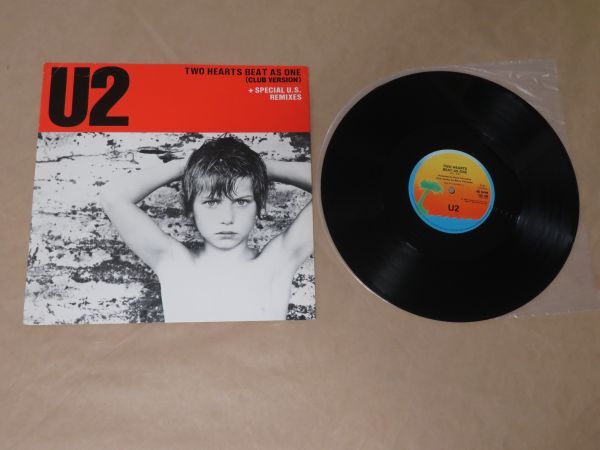 U2
TWO HEARTS BEAT AS ONE
(CLUB VERSION)
+ SPECIAL U.S.
REMIXES
TWO HEARTS
BEAT AS ONE
U2